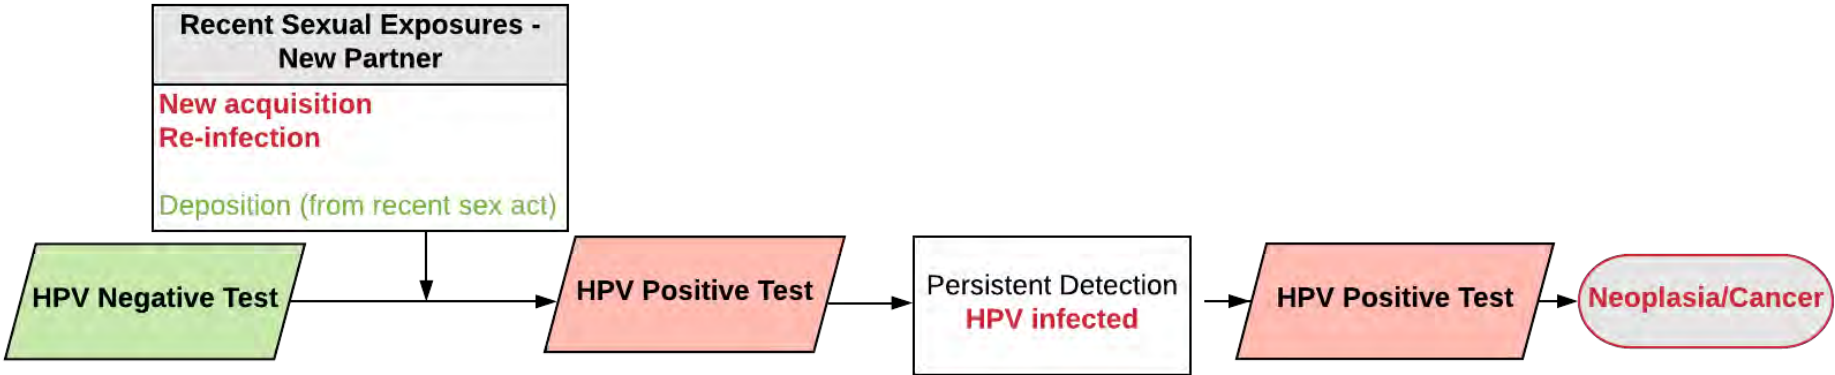 Recent Sexual Exposures -
New Partner
New acquisition
Re-infection
Deposition (from recent sex act)
HPV Negative Test
HPV Positive Test
Persistent Detection
HPV infected
HPV Positive Test
Neoplasia/Cancer